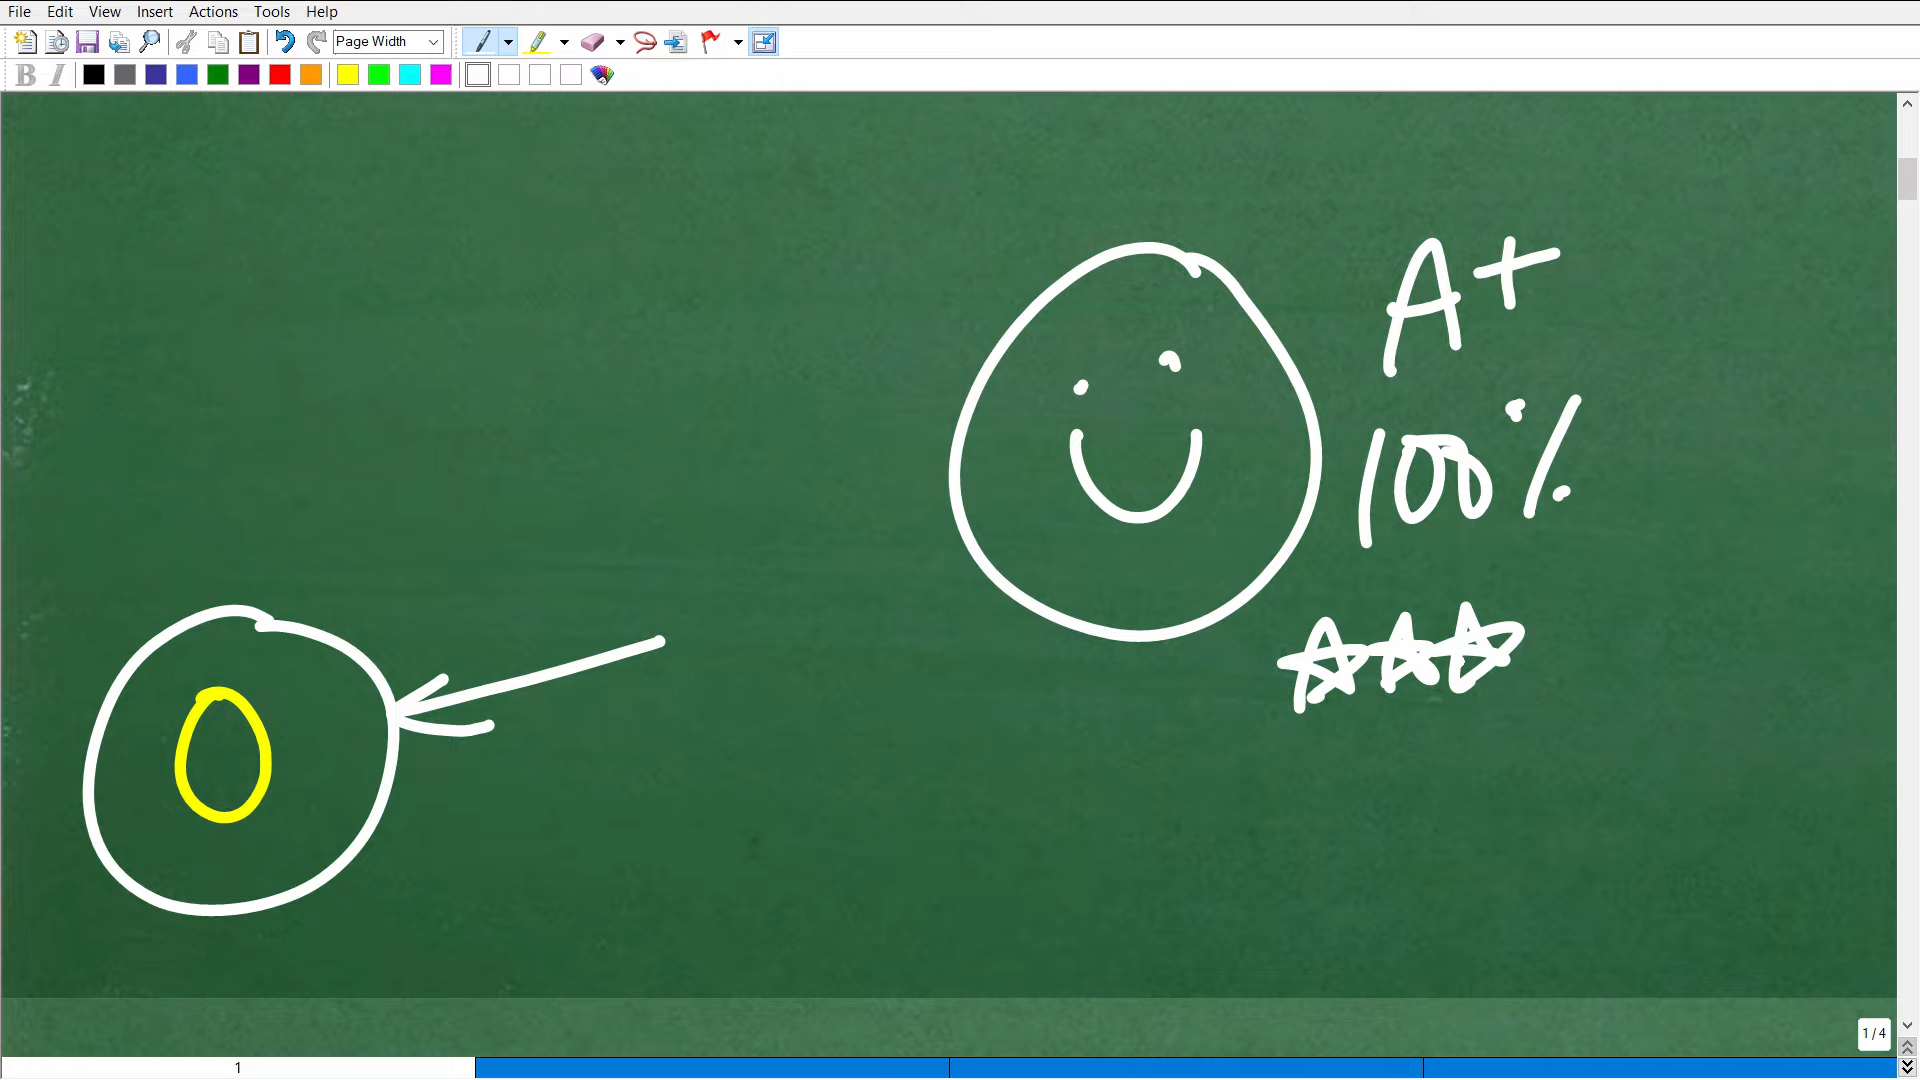 File Edit View Insert Actions Tools Help
Page Width
B I
A+
100%
0
1/4
1